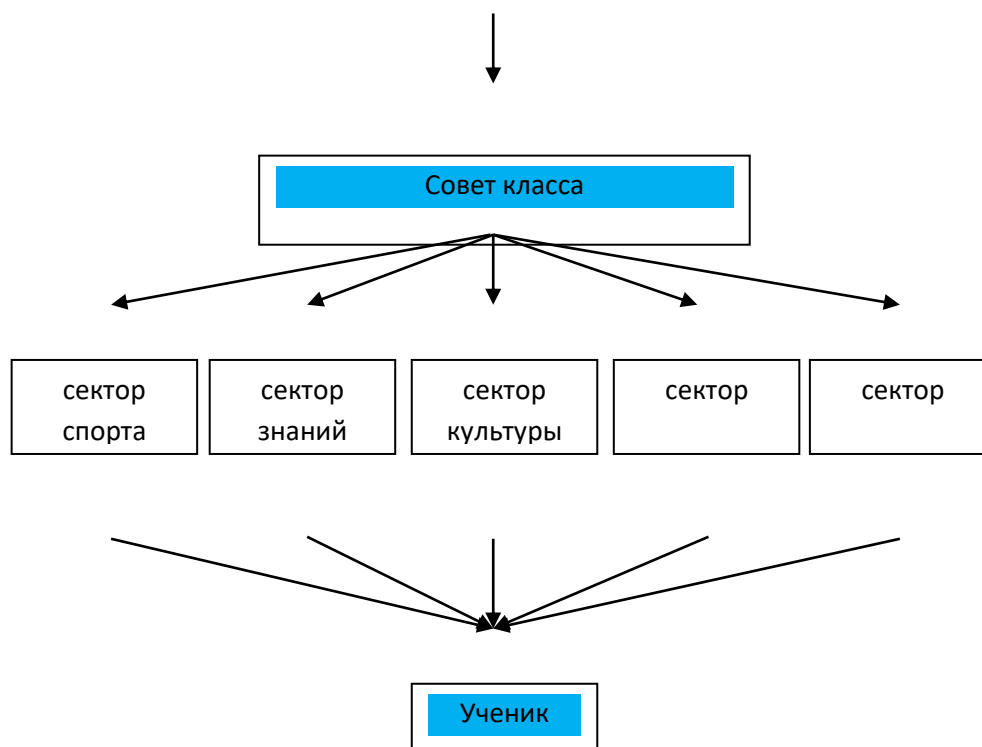 Совет класса
сектор спорта
сектор знаний
сектор культуры
сектор
сектор
Ученик